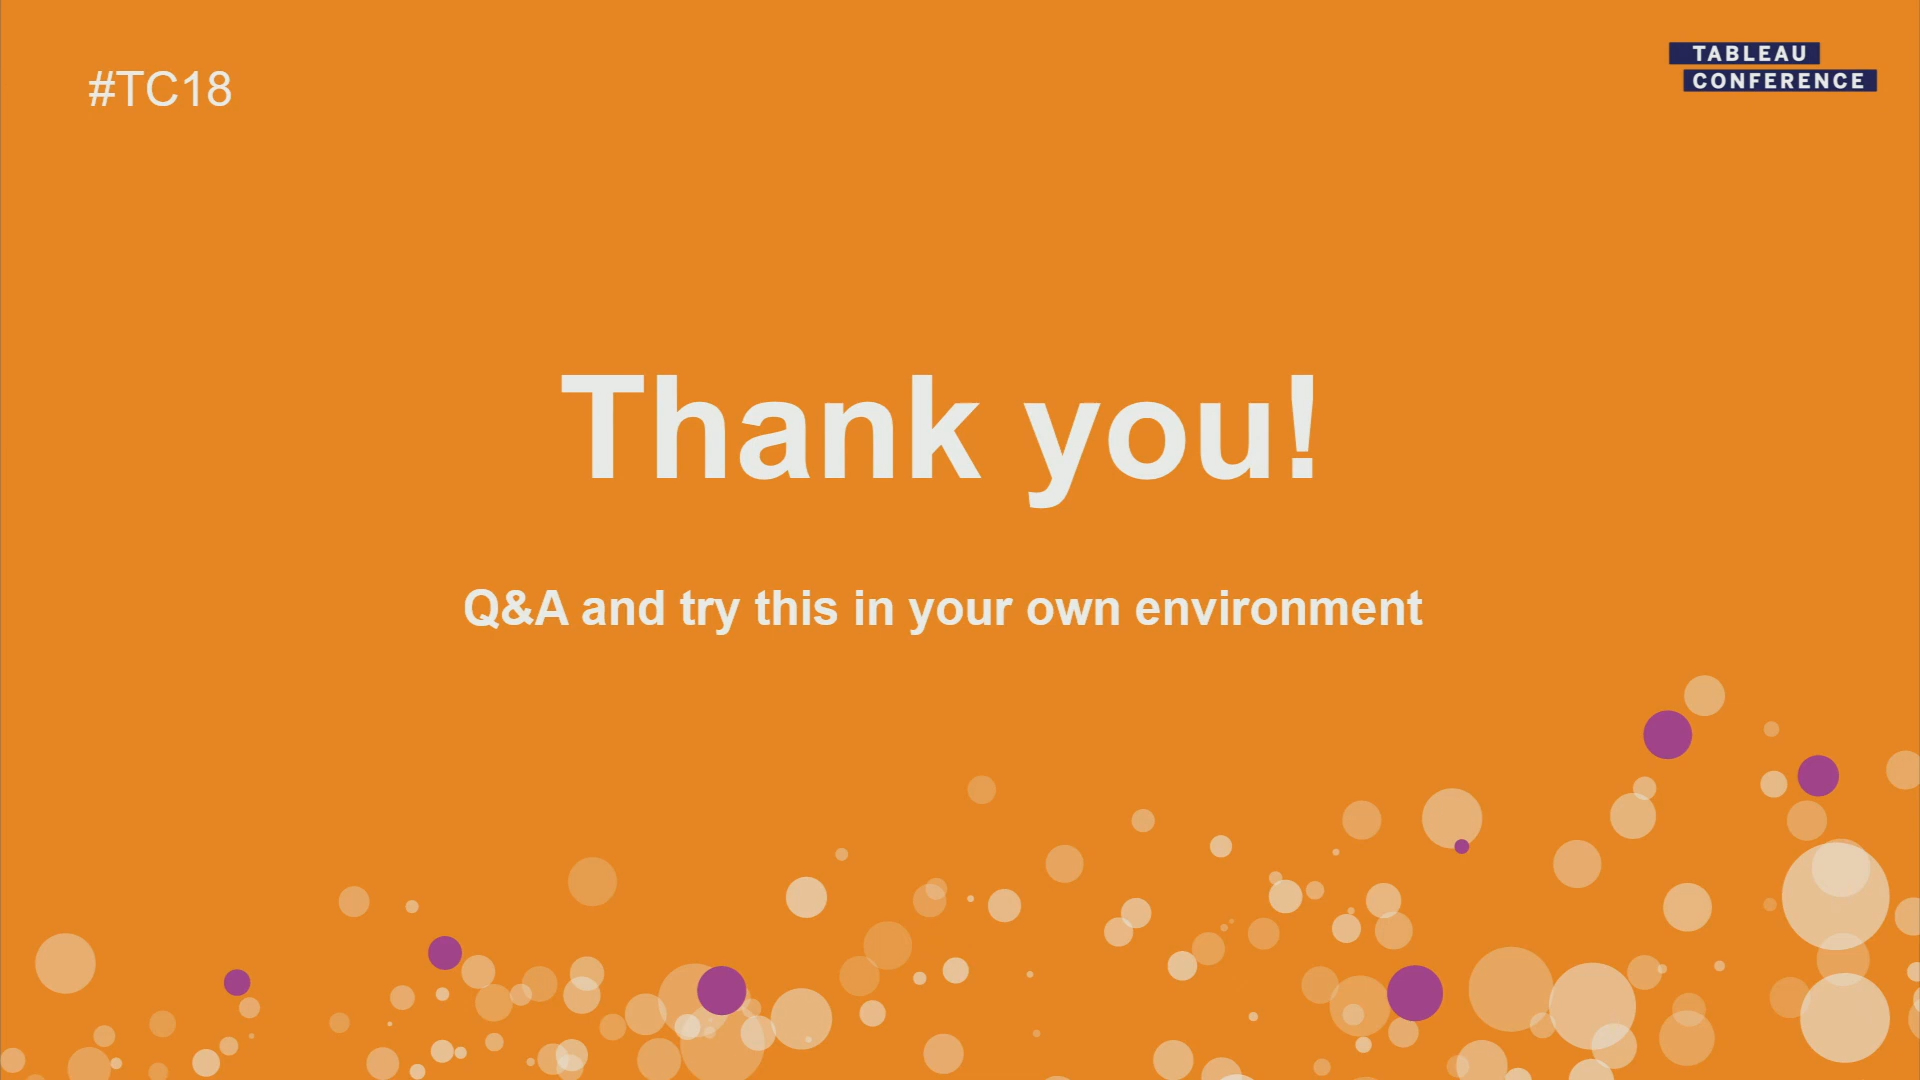 #TC18
TABLEAU
CONFERENCE
Thank you!
Q&A and try this in your own environment